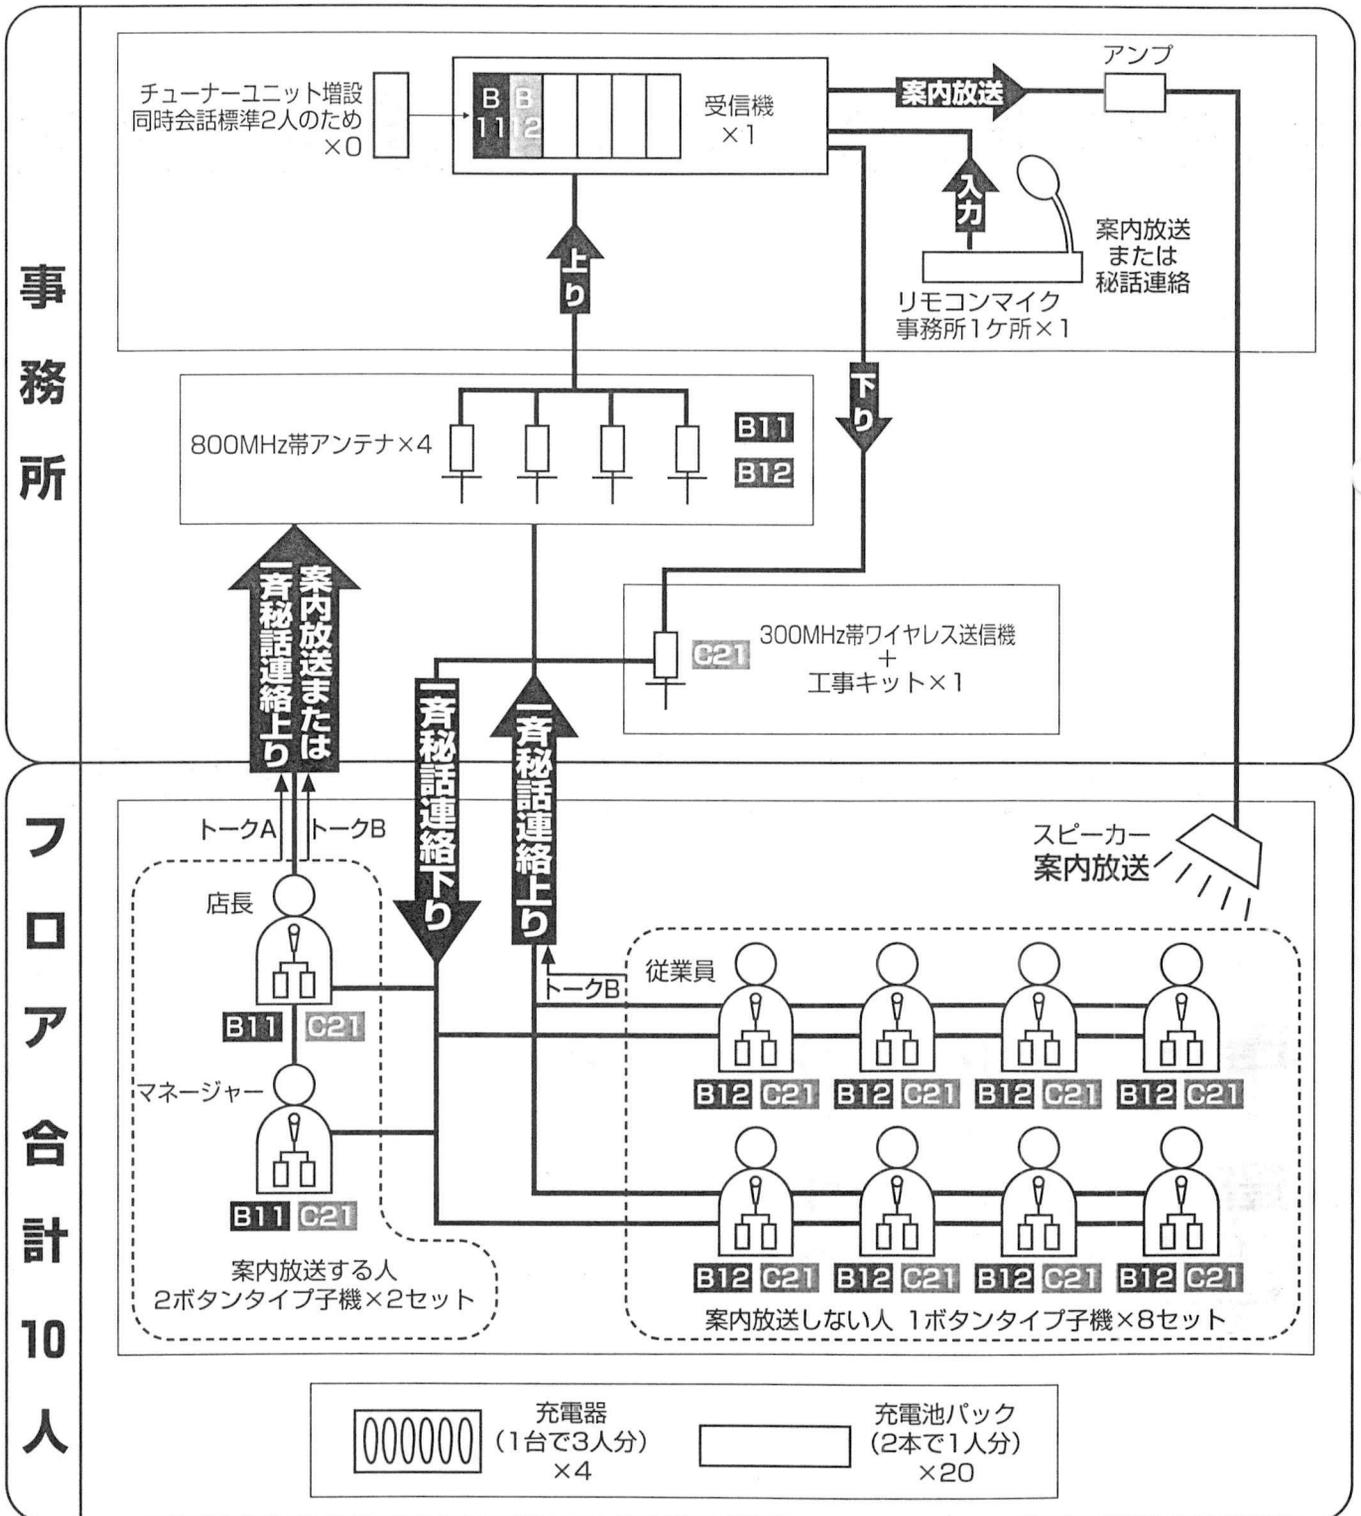 事務所
チューナーユニット増設
同時会話標準2人のため
×0
B
11
B
12
受信機
×1
案内放送
アンプ
入力
案内放送
または
秘話連絡
リモコンマイク
事務所1ケ所×1
上り
下り
800MHz帯アンテナ×4
B11
B12
案内放送または
一斉秘話連絡上り
C21
300MHz帯ワイヤレス送信機
+
工事キット×1
一斉秘話連絡下り
一斉秘話連絡上り
フロア合計10人
トークA
トークB
スピーカー
案内放送
店長
B11 C21
マネージャー
B11 C21
案内放送する人
2ボタンタイプ子機×2セット
トークB
従業員
B12 C21 B12 C21 B12 C21 B12 C21
B12 C21 B12 C21 B12 C21 B12 C21
案内放送しない人 1ボタンタイプ子機×8セット
充電器
(1台で3人分)
×4
充電池パック
(2本で1人分)
×20